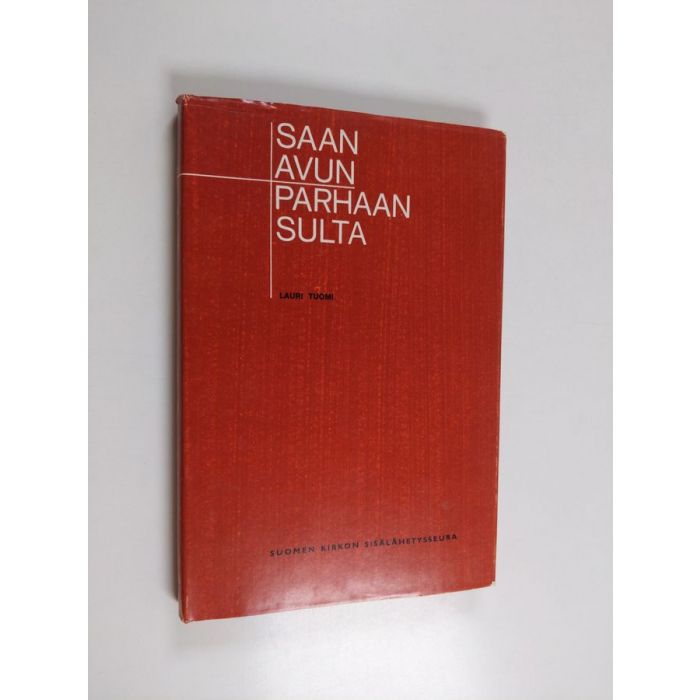 SAAN
AVUN
PARHAAN
SULTA
LAURI TUOMI
SUOMEN KIRKON SISÄLÄHETYSSEURA